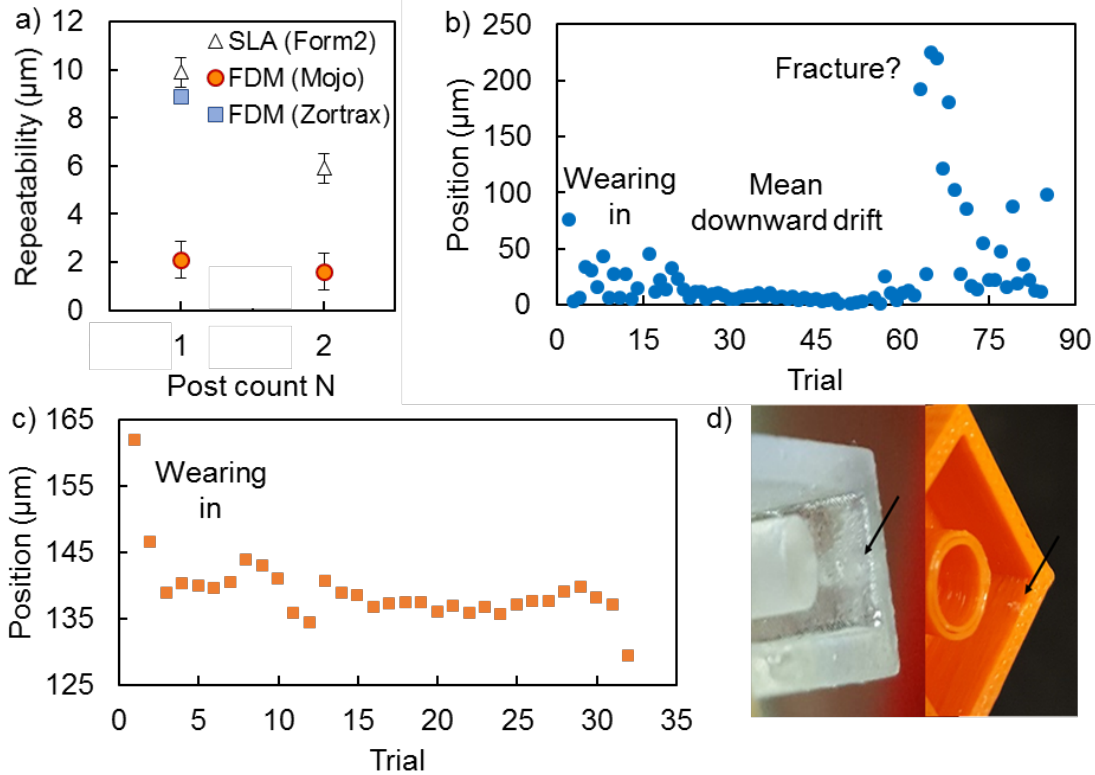 a)
12
10
8
6
4
2
0
Repeatability (µm)
SLA (Form2)
FDM (Mojo)
FDM (Zortrax)
1
2
Post count N
b)
250
200
150
100
50
0
Position (µm)
Wearing
in
Mean
downward drift
Fracture?
0
15
30
45
60
75
90
Trial
c)
165
155
145
135
125
Position (µm)
Wearing
in
0
5
10
15
20
25
30
35
Trial
d)